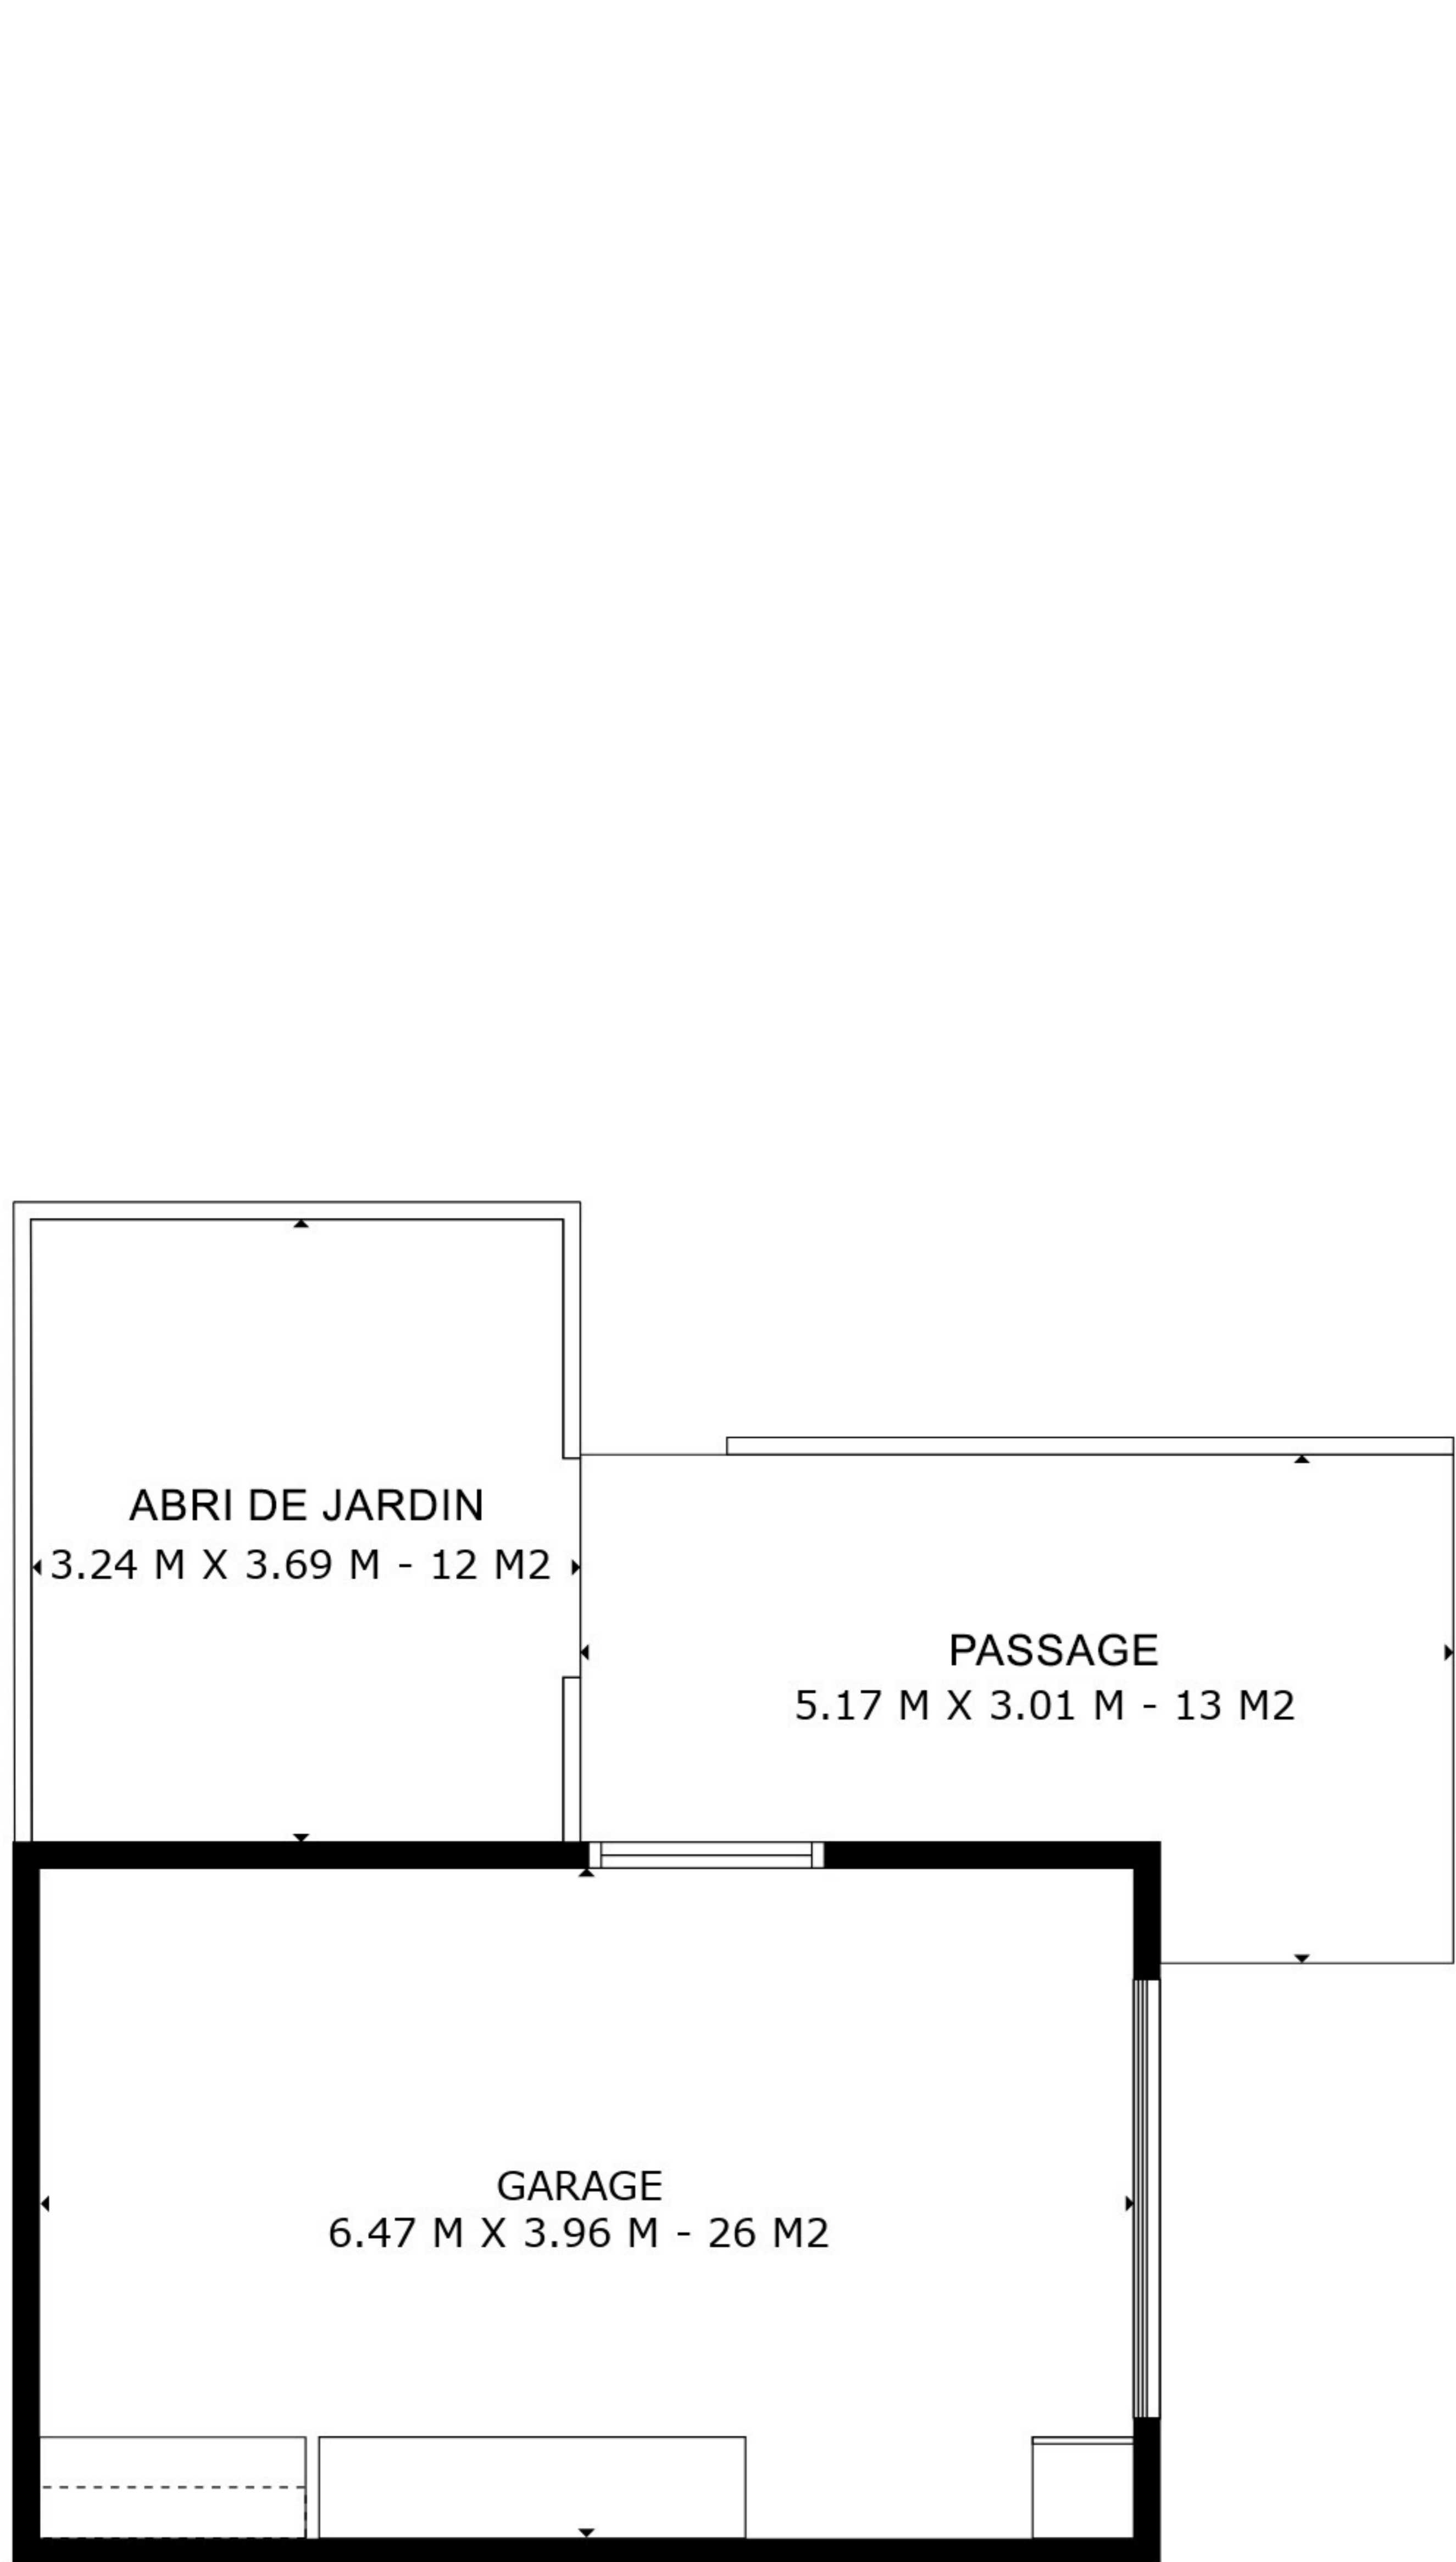 ABRI DE JARDIN
3.24 M X 3.69 M - 12 M2
PASSAGE
5.17 M X 3.01 M - 13 M2
GARAGE
6.47 M X 3.96 M - 26 M2